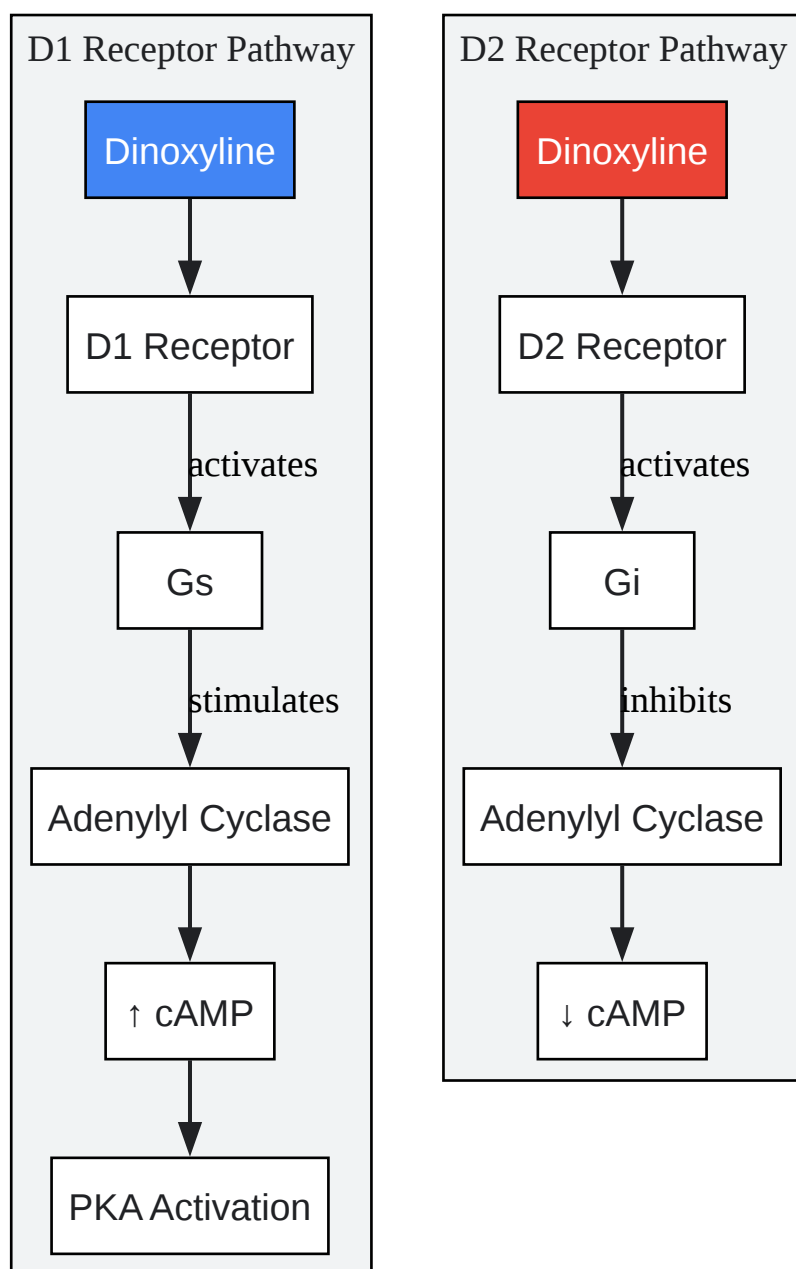 D1 Receptor Pathway
Dinoxyline
D1 Receptor
activates
Gs
stimulates
Adenylyl Cyclase
↑ cAMP
PKA Activation
D2 Receptor Pathway
Dinoxyline
D2 Receptor
activates
Gi
inhibits
Adenylyl Cyclase
↓ cAMP